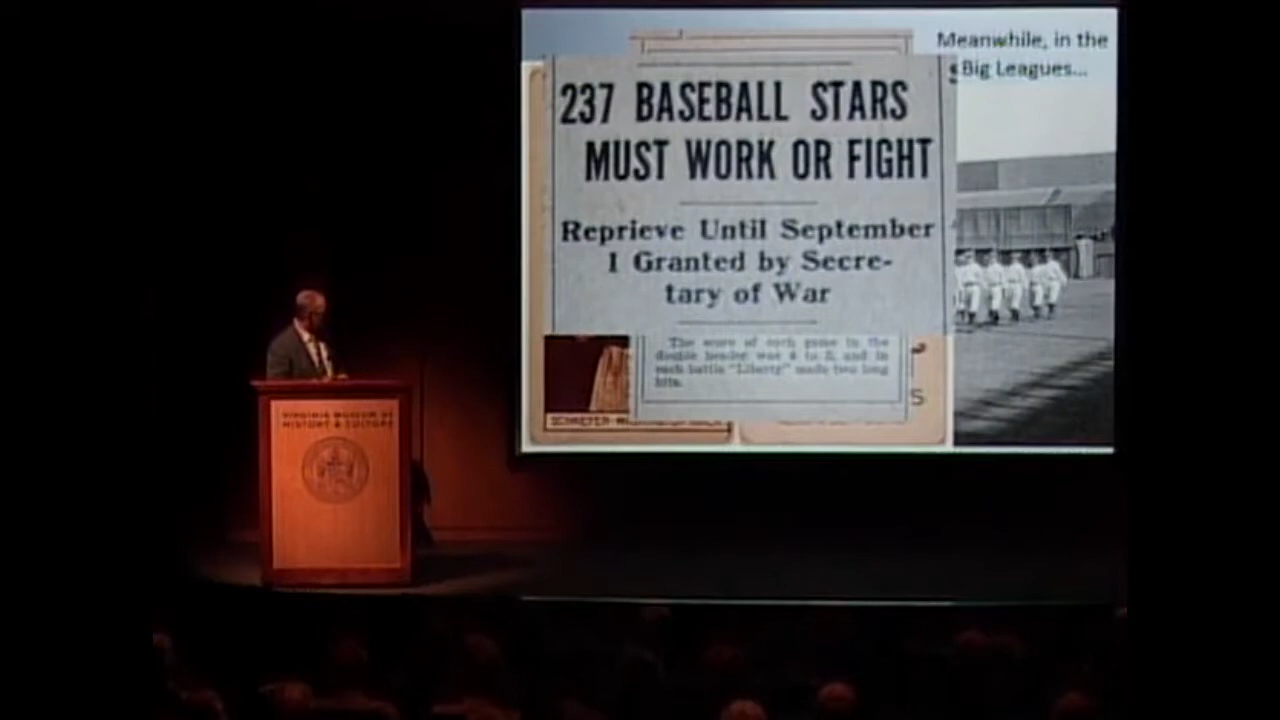 Meanwhile, in the
Big Leagues...
237 BASEBALL STARS
MUST WORK OR FIGHT
Reprieve Until September
1 Granted by Secre-
tary of War
The score of each game in the
double header was 4 to 3, and in
each battle "Liberty" made two long
hits.
VIRGINIA MUSEUM OF
HISTORY & CULTURE